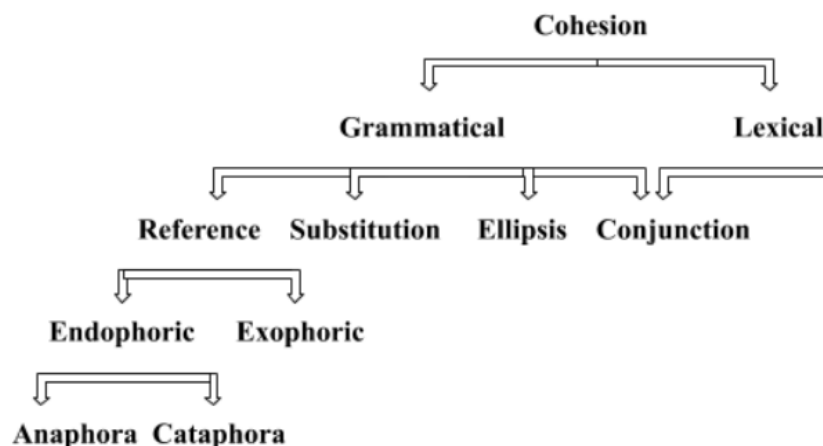 Cohesion
Grammatical Lexical
Reference Substitution Ellipsis Conjunction
Endophoric Exophoric
Anaphora Cataphora